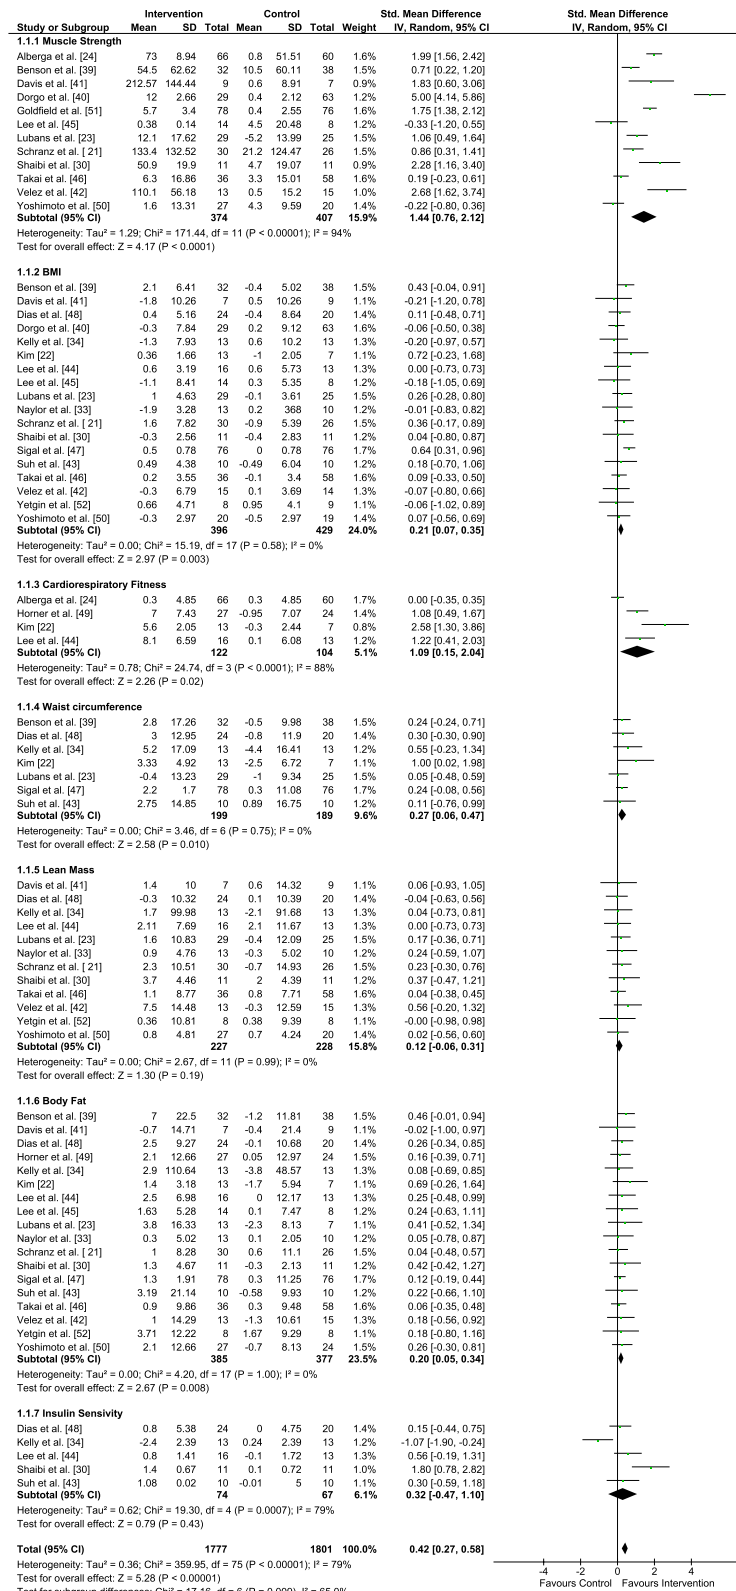 Intervention Control Std. Mean Difference Std. Mean Difference
Study or Subgroup Mean SD Total Mean SD Total Weight IV, Random, 95% CI IV, Random, 95% CI
1.1.1 Muscle Strength
Alberga et al. [24] 73 8.94 66 0.8 51.51 60 1.6% 1.99 [1.56, 2.42]
Benson et al. [39] 54.5 62.62 32 10.5 60.11 38 1.5% 0.71 [0.22, 1.20]
Davis et al. [41] 212.57 144.44 9 0.6 8.91 7 0.9% 1.83 [0.60, 3.06]
Dorgo et al. [40] 12 2.66 29 0.4 2.12 63 1.2% 5.00 [4.14, 5.86]
Goldfield et al. [51] 5.7 3.4 78 0.4 2.55 76 1.6% 1.75 [1.38, 2.12]
Lee et al. [45] 0.38 0.14 14 4.5 20.48 8 1.2% -0.33 [-1.20, 0.55]
Lubans et al. [23] 12.1 17.62 29 -5.2 13.99 25 1.4% 1.06 [0.49, 1.64]
Schranz et al. [ 21] 133.4 132.52 30 21.2 124.47 26 1.4% 0.86 [0.31, 1.41]
Shaibi et al. [30] 50.9 19.9 11 4.7 19.07 11 0.9% 2.28 [1.16, 3.40]
Takai et al. [46] 6.3 16.86 36 3.3 15.01 58 1.6% 0.19 [-0.23, 0.61]
Velez et al. [42] 110.1 56.18 13 0.5 15.2 15 1.0% 2.68 [1.62, 3.74]
Yoshimoto et al. [50] 1.6 13.31 27 4.3 9.59 20 1.4% -0.22 [-0.80, 0.36]
Subtotal (95% CI) 374 407 15.9% 1.44 [0.76, 2.12]
Heterogeneity: Tau² = 1.29; Chi² = 171.44, df = 11 (P < 0.00001); I² = 94%
Test for overall effect: Z = 4.17 (P < 0.0001)
1.1.2 BMI
Benson et al. [39] 2.1 6.41 32 -0.4 5.02 38 1.5% 0.43 [-0.04, 0.91]
Davis et al. [41] -1.8 10.26 7 0.5 10.26 9 1.1% -0.21 [-1.20, 0.78]
Dias et al. [48] 0.4 5.16 24 -0.4 8.64 20 1.4% 0.11 [-0.48, 0.71]
Dorgo et al. [40] -0.3 7.84 29 0.2 9.12 63 1.5% -0.06 [-0.50, 0.38]
Kelly et al. [34] -1.3 7.93 13 0.6 10.2 13 1.3% -0.20 [-0.97, 0.57]
Kim [22] 0.36 1.66 13 -1 2.05 7 1.1% 0.72 [-0.23, 1.68]
Lee et al. [44] 0.6 3.19 16 0.6 5.73 13 1.3% 0.00 [-0.73, 0.73]
Lee et al. [45] -1.1 8.41 14 0.3 5.35 8 1.2% -0.18 [-1.05, 0.69]
Lubans et al. [23] 1 4.63 29 -0.1 3.61 25 1.4% 0.26 [-0.28, 0.80]
Naylor et al. [33] -1.9 3.28 13 0.2 368 10 1.2% -0.01 [-0.83, 0.82]
Schranz et al. [ 21] 1.6 7.82 30 -0.9 5.39 26 1.4% 0.36 [-0.17, 0.89]
Shaibi et al. [30] -0.3 2.56 11 -0.4 2.83 11 1.2% 0.04 [-0.80, 0.87]
Sigal et al. [47] 0.5 0.78 76 0 0.78 76 1.6% 0.64 [0.31, 0.96]
Suh et al. [43] 0.49 4.38 10 -0.49 6.04 10 1.2% 0.18 [-0.70, 1.06]
Takai et al. [46] 0.2 3.55 36 -0.1 3.4 58 1.6% 0.09 [-0.33, 0.50]
Velez et al. [42] -0.3 6.79 15 0.1 3.69 14 1.3% -0.07 [-0.80, 0.66]
Yetgin et al. [52] 0.66 4.71 8 0.95 4.1 9 1.1% -0.06 [-1.02, 0.89]
Yoshimoto et al. [50] -0.3 2.97 20 -0.5 2.97 19 1.4% 0.07 [-0.56, 0.69]
Subtotal (95% CI) 396 429 24.0% 0.21 [0.07, 0.35]
Heterogeneity: Tau² = 0.00; Chi² = 15.19, df = 17 (P = 0.58); I² = 0%
Test for overall effect: Z = 2.97 (P = 0.003)
1.1.3 Cardiorespiratory Fitness
Alberga et al. [24] 0.3 4.85 66 0.3 4.85 60 1.7% 0.00 [-0.35, 0.35]
Horner et al. [49] 7 7.43 27 -0.95 7.07 24 1.4% 1.08 [0.49, 1.67]
Kim [22] 5.6 2.05 13 -0.3 2.44 7 0.8% 2.58 [1.30, 3.86]
Lee et al. [44] 8.1 6.59 16 0.1 6.08 13 1.2% 1.22 [0.41, 2.03]
Subtotal (95% CI) 122 104 5.1% 1.09 [0.15, 2.04]
Heterogeneity: Tau² = 0.78; Chi² = 24.74, df = 3 (P < 0.0001); I² = 88%
Test for overall effect: Z = 2.26 (P = 0.02)
1.1.4 Waist circumference
Benson et al. [39] 2.8 17.26 32 -0.5 9.98 38 1.5% 0.24 [-0.24, 0.71]
Dias et al. [48] 3 12.95 24 -0.8 11.9 20 1.4% 0.30 [-0.30, 0.90]
Kelly et al. [34] 5.2 17.09 13 -4.4 16.41 13 1.2% 0.55 [-0.23, 1.34]
Kim [22] 3.33 4.92 13 -2.5 6.72 7 1.1% 1.00 [0.02, 1.98]
Lubans et al. [23] -0.4 13.23 29 -1 9.34 25 1.4% 0.05 [-0.48, 0.59]
Sigal et al. [47] 2.2 1.7 78 0.3 11.08 76 1.7% 0.24 [-0.08, 0.56]
Suh et al. [43] 2.75 14.85 10 0.89 16.75 10 1.2% 0.11 [-0.76, 0.99]
Subtotal (95% CI) 199 189 9.6% 0.27 [0.06, 0.47]
Heterogeneity: Tau² = 0.00; Chi² = 3.46, df = 6 (P = 0.75); I² = 0%
Test for overall effect: Z = 2.58 (P = 0.010)
1.1.5 Lean Mass
Davis et al. [41] 1.4 10 7 0.6 14.32 9 1.1% 0.06 [-0.93, 1.05]
Dias et al. [48] -0.3 10.32 24 0.1 10.39 20 1.4% -0.04 [-0.63, 0.56]
Kelly et al. [34] 1.7 99.98 13 -2.1 91.68 13 1.3% 0.04 [-0.73, 0.81]
Lee et al. [44] 2.11 7.69 16 2.1 11.67 13 1.3% 0.00 [-0.73, 0.73]
Lubans et al. [23] 1.6 10.83 29 -0.4 12.09 25 1.4% 0.17 [-0.36, 0.71]
Naylor et al. [33] 0.9 4.76 13 -0.3 5.02 10 1.2% 0.24 [-0.59, 1.07]
Schranz et al. [ 21] 2.3 10.51 30 -0.7 14.93 26 1.4% 0.23 [-0.30, 0.76]
Shaibi et al. [30] 3.7 4.46 11 2 4.39 11 1.2% 0.37 [-0.47, 1.21]
Takai et al. [46] 1.1 8.77 36 0.8 7.71 58 1.6% 0.04 [-0.38, 0.45]
Velez et al. [42] 7.5 14.48 13 -0.3 12.59 15 1.3% 0.56 [-0.20, 1.32]
Yetgin et al. [52] 0.36 10.81 8 0.38 9.39 8 1.1% -0.00 [-0.98, 0.98]
Yoshimoto et al. [50] 0.8 4.81 27 0.7 4.24 20 1.4% 0.02 [-0.56, 0.60]
Subtotal (95% CI) 227 228 15.8% 0.12 [-0.06, 0.31]
Heterogeneity: Tau² = 0.00; Chi² = 2.67, df = 11 (P = 0.99); I² = 0%
Test for overall effect: Z = 1.30 (P = 0.19)
1.1.6 Body Fat
Benson et al. [39] 7 22.5 32 -1.2 11.81 38 1.5% 0.46 [-0.01, 0.94]
Davis et al. [41] -0.7 14.71 7 -0.4 21.4 9 1.1% -0.02 [-1.00, 0.97]
Dias et al. [48] 2.5 9.27 24 -0.1 10.68 20 1.4% 0.26 [-0.34, 0.85]
Horner et al. [49] 2.1 12.66 27 0.05 12.97 24 1.4% 0.16 [-0.39, 0.71]
Kelly et al. [34] 2.9 110.64 13 -3.8 48.57 13 1.3% 0.08 [-0.69, 0.85]
Kim [22] 1.4 3.18 13 -1.7 5.94 7 1.1% 0.69 [-0.26, 1.64]
Lee et al. [44] 2.5 6.98 16 0 12.17 13 1.3% 0.25 [-0.48, 0.99]
Lee et al. [45] 1.63 5.28 14 0.1 7.47 8 1.2% 0.24 [-0.63, 1.11]
Lubans et al. [23] 3.8 16.33 13 -2.3 8.13 7 1.1% 0.41 [-0.52, 1.34]
Naylor et al. [33] 0.3 5.02 13 0.1 2.05 10 1.2% 0.05 [-0.78, 0.87]
Schranz et al. [ 21] 1 8.28 30 0.6 11.1 26 1.4% 0.04 [-0.48, 0.57]
Shaibi et al. [30] 1.3 4.67 11 -0.3 2.13 11 1.2% 0.42 [-0.42, 1.27]
Sigal et al. [47] 1.3 1.91 78 0.3 11.25 76 1.7% 0.12 [-0.19, 0.44]
Suh et al. [43] 3.19 21.14 10 -0.58 9.93 10 1.2% 0.22 [-0.66, 1.10]
Takai et al. [46] 0.9 9.86 36 0.3 9.48 58 1.6% 0.06 [-0.35, 0.48]
Velez et al. [42] 1 14.29 13 -1.3 10.61 15 1.3% 0.18 [-0.56, 0.92]
Yetgin et al. [52] 3.71 12.22 8 1.67 9.29 8 1.1% 0.18 [-0.80, 1.16]
Yoshimoto et al. [50] 2.1 12.66 27 -0.7 8.13 24 1.4% 0.26 [-0.30, 0.81]
Subtotal (95% CI) 385 377 23.5% 0.20 [0.05, 0.34]
Heterogeneity: Tau² = 0.00; Chi² = 4.20, df = 17 (P = 1.00); I² = 0%
Test for overall effect: Z = 2.67 (P = 0.008)
1.1.7 Insulin Sensivity
Dias et al. [48] 0.8 5.38 24 0 4.75 20 1.4% 0.15 [-0.44, 0.75]
Kelly et al. [34] -2.4 2.39 13 0.24 2.39 13 1.2% -1.07 [-1.90, -0.24]
Lee et al. [44] 0.8 1.41 16 -0.1 1.72 13 1.3% 0.56 [-0.19, 1.31]
Shaibi et al. [30] 1.4 0.67 11 0.1 0.72 11 1.0% 1.80 [0.78, 2.82]
Suh et al. [43] 1.08 0.02 10 -0.01 5 10 1.2% 0.30 [-0.59, 1.18]
Subtotal (95% CI) 74 67 6.1% 0.32 [-0.47, 1.10]
Heterogeneity: Tau² = 0.62; Chi² = 19.30, df = 4 (P = 0.0007); I² = 79%
Test for overall effect: Z = 0.79 (P = 0.43)
Total (95% CI) 1777 1801 100.0% 0.42 [0.27, 0.58]
Heterogeneity: Tau² = 0.36; Chi² = 359.95, df = 75 (P < 0.00001); I² = 79%
Test for overall effect: Z = 5.28 (P < 0.00001)
-4 -2 0 2 4
Favours Control Favours Intervention